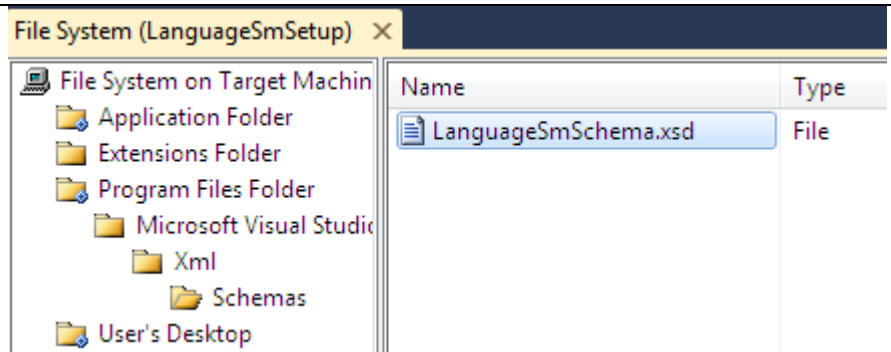 File System (LanguageSmSetup)
File System on Target Machin
Application Folder
Extensions Folder
Program Files Folder
Microsoft Visual Studio
Xml
Schemas
User's Desktop
Name Type
LanguageSmSchema.xsd File